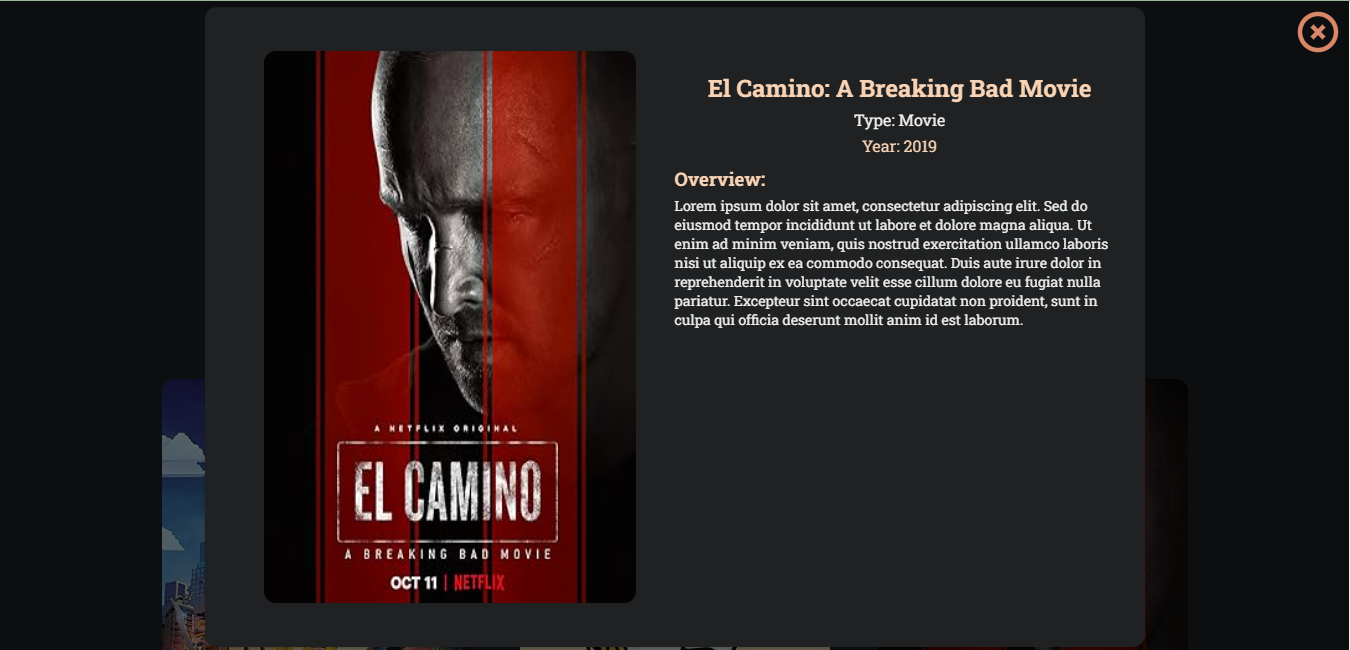 El Camino: A Breaking Bad Movie
Type: Movie
Year: 2019
Overview:
Lorem ipsum dolor sit amet, consectetur adipiscing elit. Sed do
eiusmod tempor incididunt ut labore et dolore magna aliqua. Ut
enim ad minim veniam, quis nostrud exercitation ullamco laboris
nisi ut aliquip ex ea commodo consequat. Duis aute irure dolor in
reprehenderit in voluptate velit esse cillum dolore eu fugiat nulla
pariatur. Excepteur sint occaecat cupidatat non proident, sunt in
culpa qui officia deserunt mollit anim id est laborum.
A NETFLIX ORIGINAL
EL CAMINO
A BREAKING BAD MOVIE
OCT 11 | NETFLIX